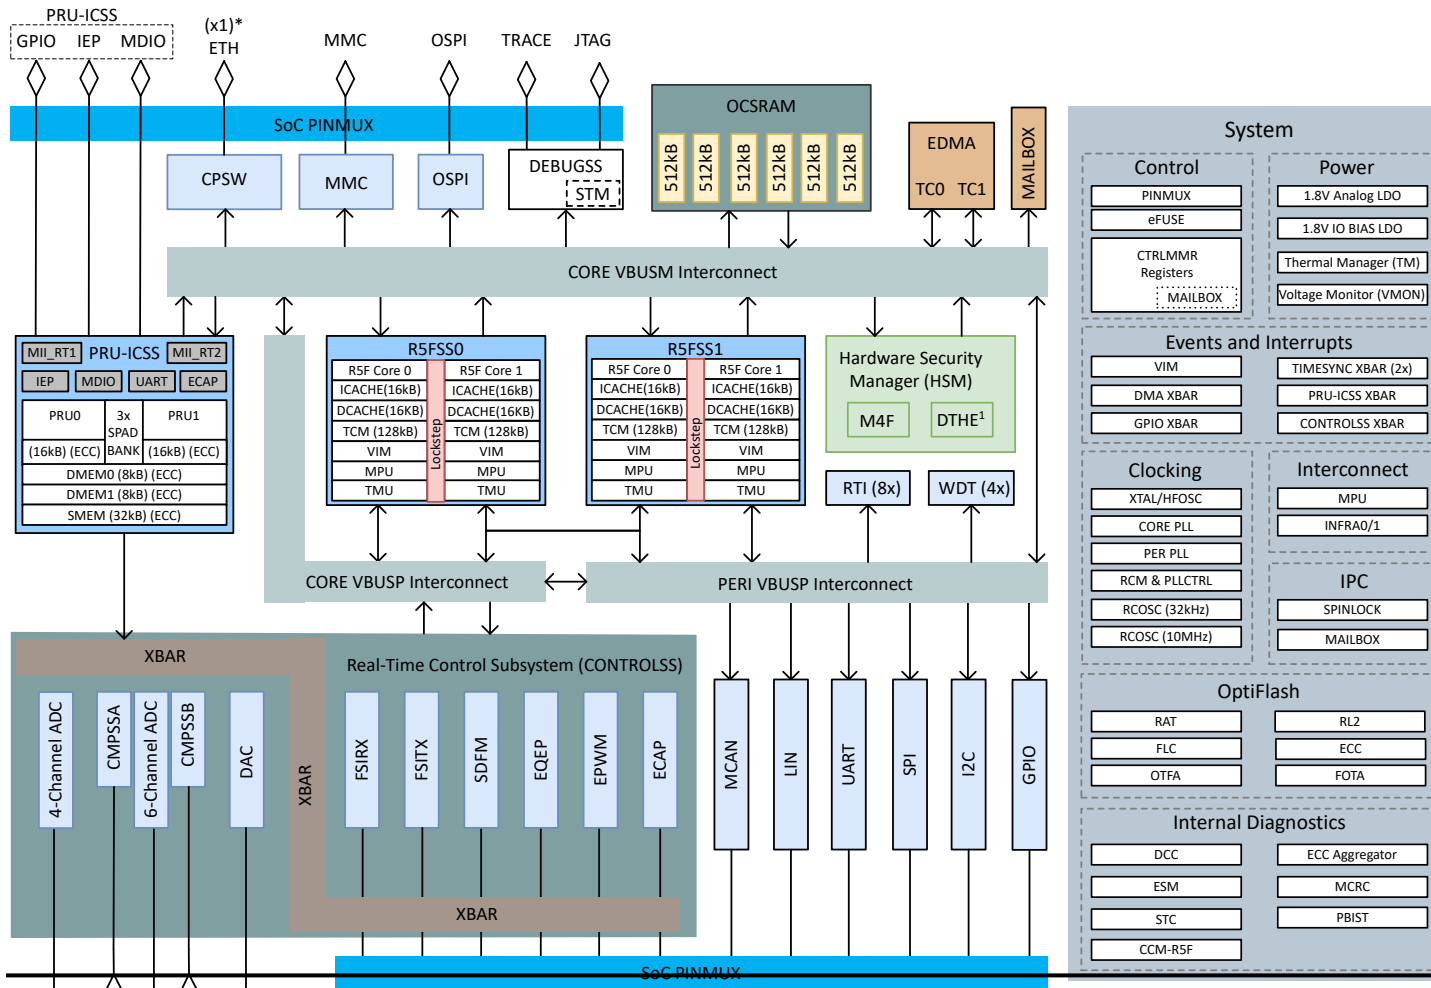 PRU-ICSS
GPIO IEP MDIO
(x1)*
ETH
MMC
OSPI
TRACE
JTAG
SoC PINMUX
CPSW
MMC
OSPI
DEBUGSS
STM
OCSRAM
512kB
512kB
512kB
512kB
512kB
512kB
EDMA
TC0 TC1
MAILBOX
CORE VBUSM Interconnect
PRU-ICSS
MII_RT1
MII_RT2
IEP
MDIO
UART
ECAP
PRU0
3x
SPAD
BANK
PRU1
(16kB) (ECC)
(16kB) (ECC)
DMEM0 (8kB) (ECC)
DMEM1 (8kB) (ECC)
SMEM (32kB) (ECC)
R5FSS0
R5F Core 0
R5F Core 1
ICACHE(16kB)
ICACHE(16kB)
DCACHE(16KB)
DCACHE(16KB)
TCM (128kB)
TCM (128kB)
VIM
VIM
MPU
MPU
TMU
TMU
Lockstep
R5FSS1
R5F Core 0
R5F Core 1
ICACHE(16kB)
ICACHE(16kB)
DCACHE(16KB)
DCACHE(16KB)
TCM (128kB)
TCM (128kB)
VIM
VIM
MPU
MPU
TMU
TMU
Lockstep
Hardware Security
Manager (HSM)
M4F
DTHE¹
RTI (8x)
WDT (4x)
CORE VBUSP Interconnect
PERI VBUSP Interconnect
XBAR
Real-Time Control Subsystem (CONTROLSS)
4-Channel ADC
CMPSSA
6-Channel ADC
CMPSSB
DAC
XBAR
FSIRX
FSITX
SDFM
EQEP
EPWM
ECAP
XBAR
MCAN
LIN
UART
SPI
I2C
GPIO
SoC PINMUX
System
Control
PINMUX
eFUSE
CTRLMMR
Registers
MAILBOX
Power
1.8V Analog LDO
1.8V IO BIAS LDO
Thermal Manager (TM)
Voltage Monitor (VMON)
Events and Interrupts
VIM
TIMESYNC XBAR (2x)
DMA XBAR
PRU-ICSS XBAR
GPIO XBAR
CONTROLSS XBAR
Clocking
XTAL/HFOSC
CORE PLL
PER PLL
RCM & PLLCTRL
RCOSC (32kHz)
RCOSC (10MHz)
Interconnect
MPU
INFRA0/1
IPC
SPINLOCK
MAILBOX
OptiFlash
RAT
RL2
FLC
ECC
OTFA
FOTA
Internal Diagnostics
DCC
ECC Aggregator
ESM
MCRC
STC
PBIST
CCM-R5F